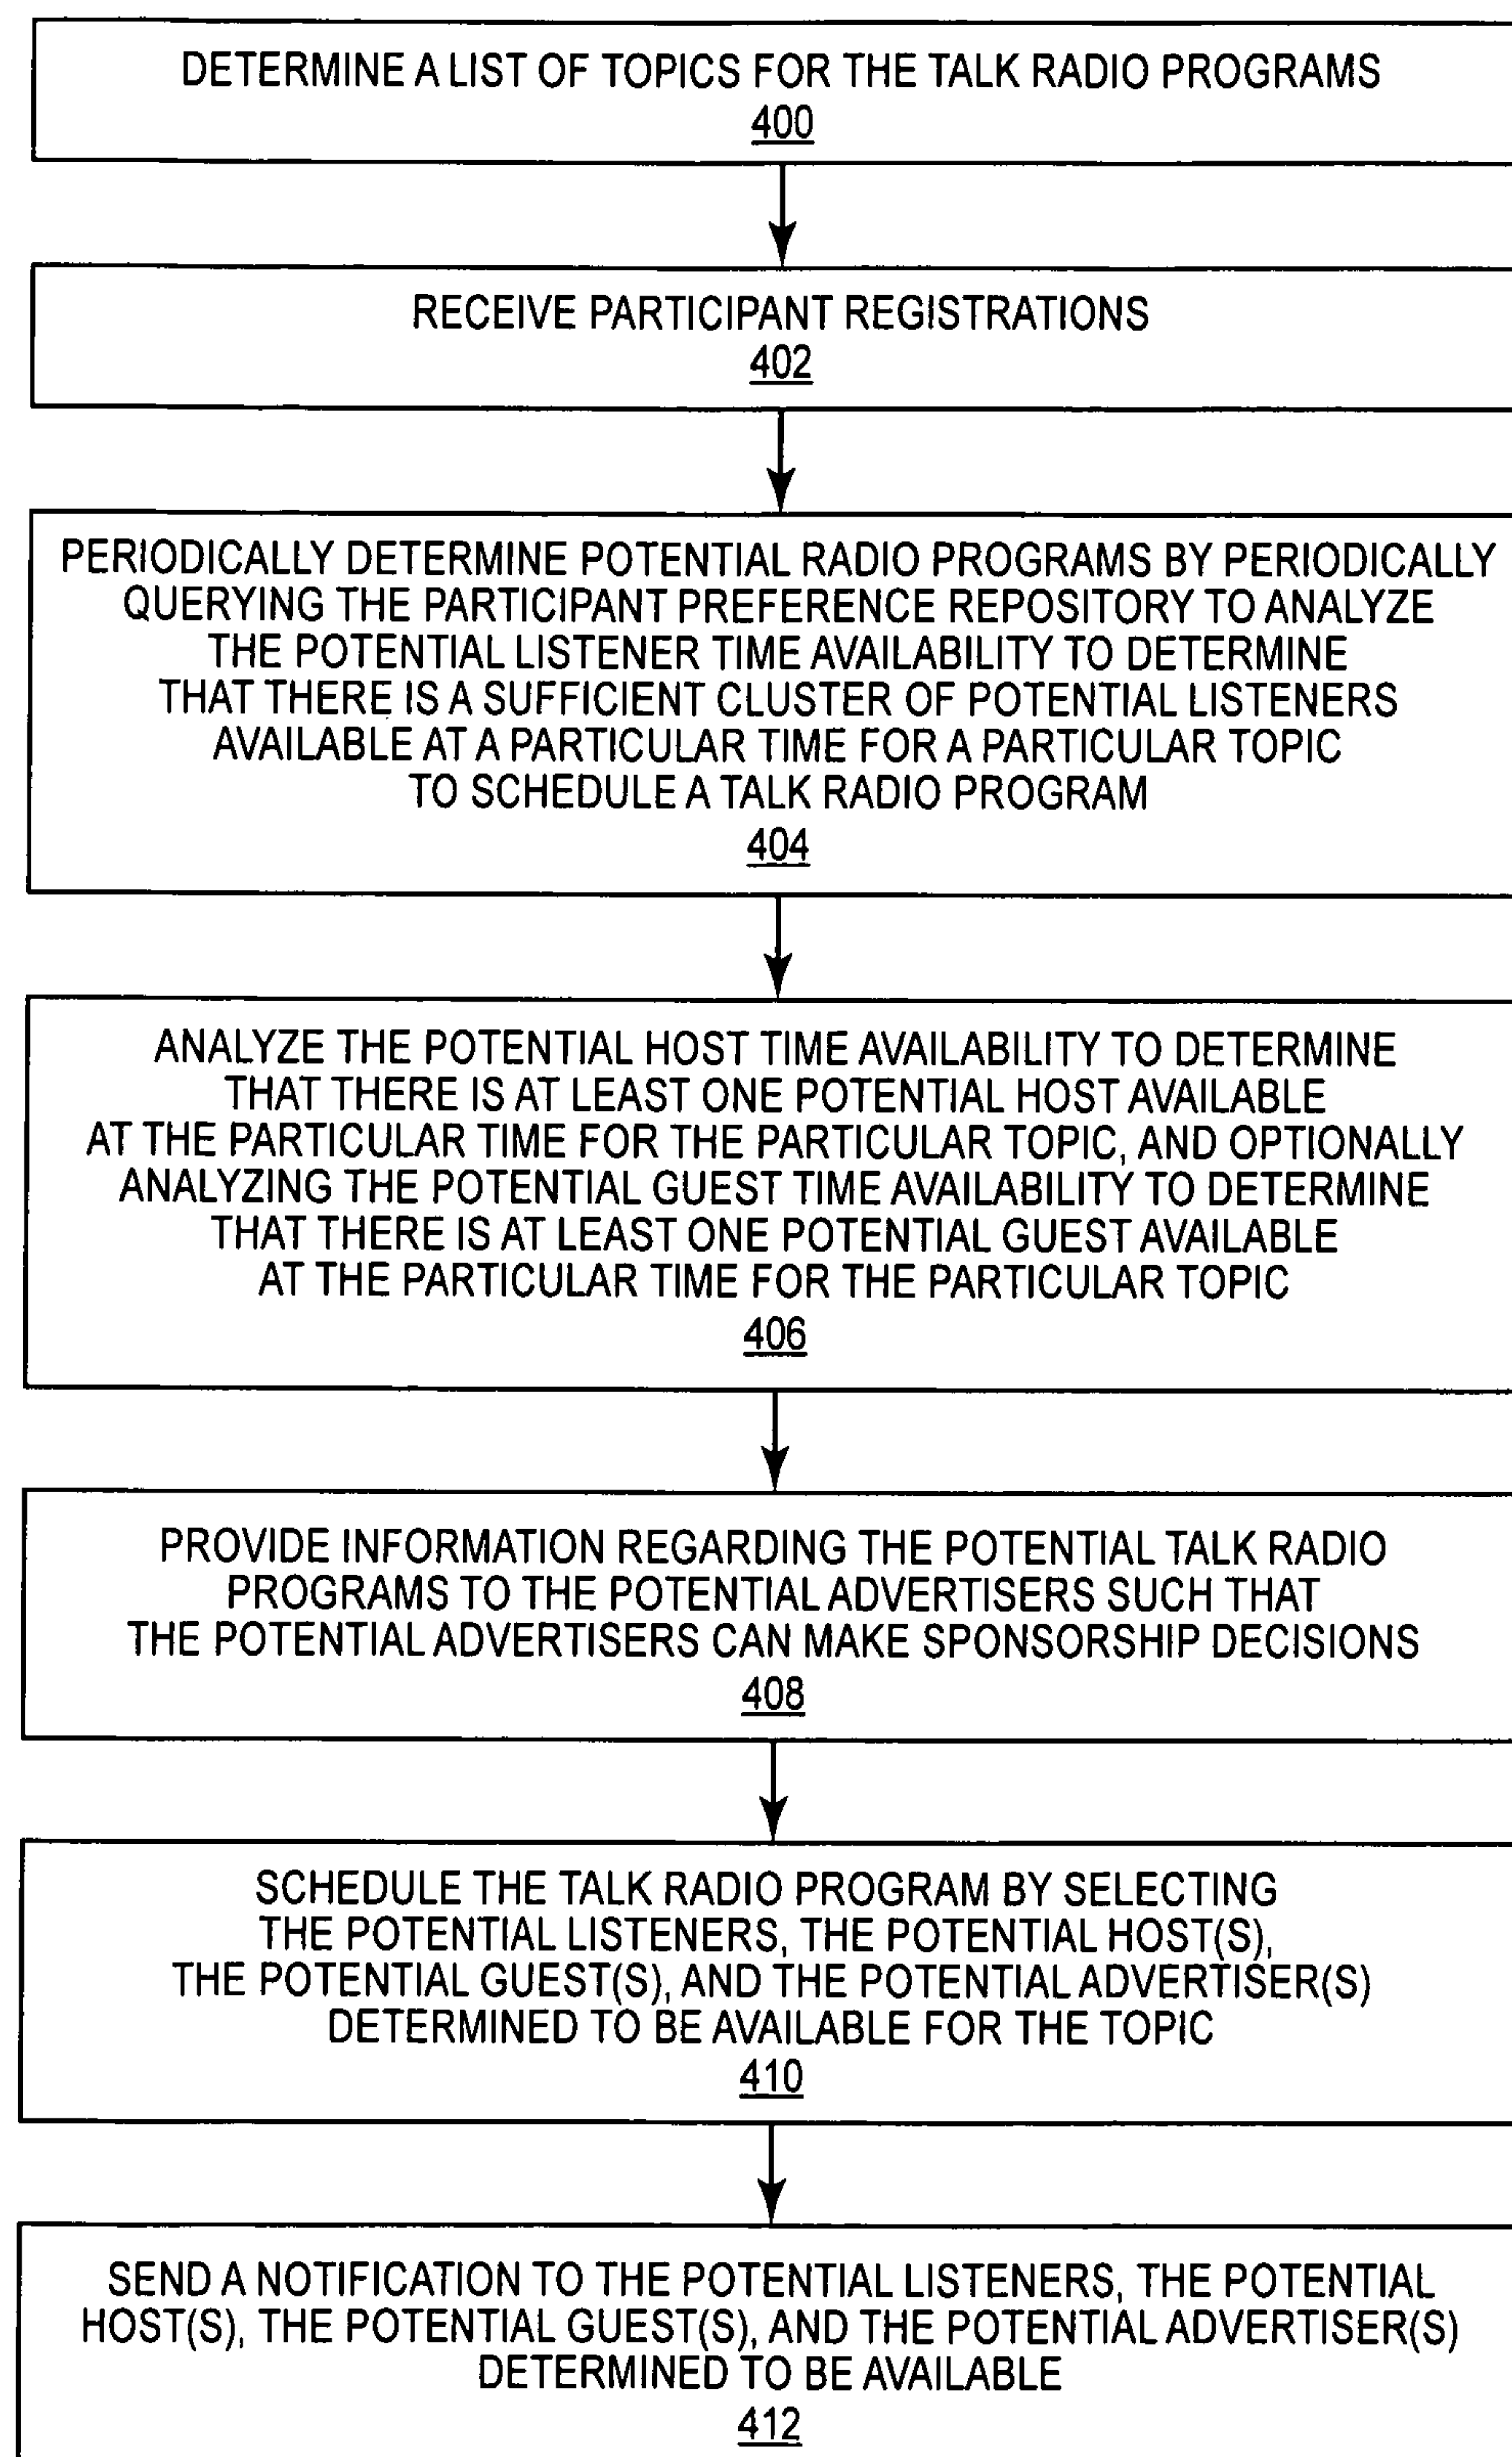 DETERMINE A LIST OF TOPICS FOR THE TALK RADIO PROGRAMS
400
RECEIVE PARTICIPANT REGISTRATIONS
402
PERIODICALLY DETERMINE POTENTIAL RADIO PROGRAMS BY PERIODICALLY
QUERYING THE PARTICIPANT PREFERENCE REPOSITORY TO ANALYZE
THE POTENTIAL LISTENER TIME AVAILABILITY TO DETERMINE
THAT THERE IS A SUFFICIENT CLUSTER OF POTENTIAL LISTENERS
AVAILABLE AT A PARTICULAR TIME FOR A PARTICULAR TOPIC
TO SCHEDULE A TALK RADIO PROGRAM
404
ANALYZE THE POTENTIAL HOST TIME AVAILABILITY TO DETERMINE
THAT THERE IS AT LEAST ONE POTENTIAL HOST AVAILABLE
AT THE PARTICULAR TIME FOR THE PARTICULAR TOPIC, AND OPTIONALLY
ANALYZING THE POTENTIAL GUEST TIME AVAILABILITY TO DETERMINE
THAT THERE IS AT LEAST ONE POTENTIAL GUEST AVAILABLE
AT THE PARTICULAR TIME FOR THE PARTICULAR TOPIC
406
PROVIDE INFORMATION REGARDING THE POTENTIAL TALK RADIO
PROGRAMS TO THE POTENTIAL ADVERTISERS SUCH THAT
THE POTENTIAL ADVERTISERS CAN MAKE SPONSORSHIP DECISIONS
408
SCHEDULE THE TALK RADIO PROGRAM BY SELECTING
THE POTENTIAL LISTENERS, THE POTENTIAL HOST(S),
THE POTENTIAL GUEST(S), AND THE POTENTIAL ADVERTISER(S)
DETERMINED TO BE AVAILABLE FOR THE TOPIC
410
SEND A NOTIFICATION TO THE POTENTIAL LISTENERS, THE POTENTIAL
HOST(S), THE POTENTIAL GUEST(S), AND THE POTENTIAL ADVERTISER(S)
DETERMINED TO BE AVAILABLE
412